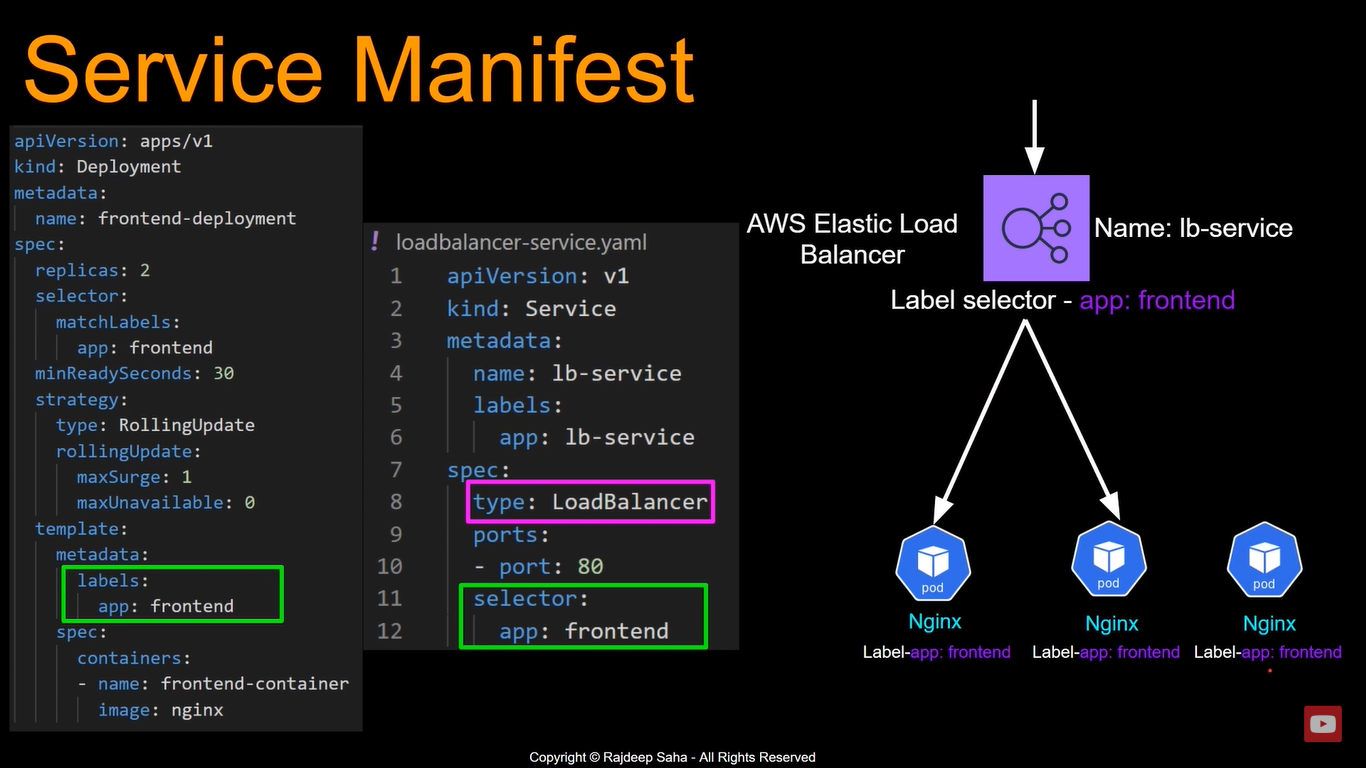 Service Manifest
apiVersion: apps/v1
kind: Deployment
metadata:
  name: frontend-deployment
spec:
  replicas: 2
  selector:
    matchLabels:
      app: frontend
  minReadySeconds: 30
  strategy:
    type: RollingUpdate
    rollingUpdate:
      maxSurge: 1
      maxUnavailable: 0
  template:
    metadata:
      labels:
        app: frontend
    spec:
      containers:
      - name: frontend-container
        image: nginx
! loadbalancer-service.yaml
1 apiVersion: v1
2 kind: Service
3 metadata:
4   name: lb-service
5   labels:
6     app: lb-service
7 spec:
8   type: LoadBalancer
9   ports:
10   - port: 80
11   selector:
12     app: frontend
AWS Elastic Load
Balancer
Name: lb-service
Label selector - app: frontend
pod
Nginx
Label-app: frontend
pod
Nginx
Label-app: frontend
pod
Nginx
Label-app: frontend
Copyright © Rajdeep Saha - All Rights Reserved